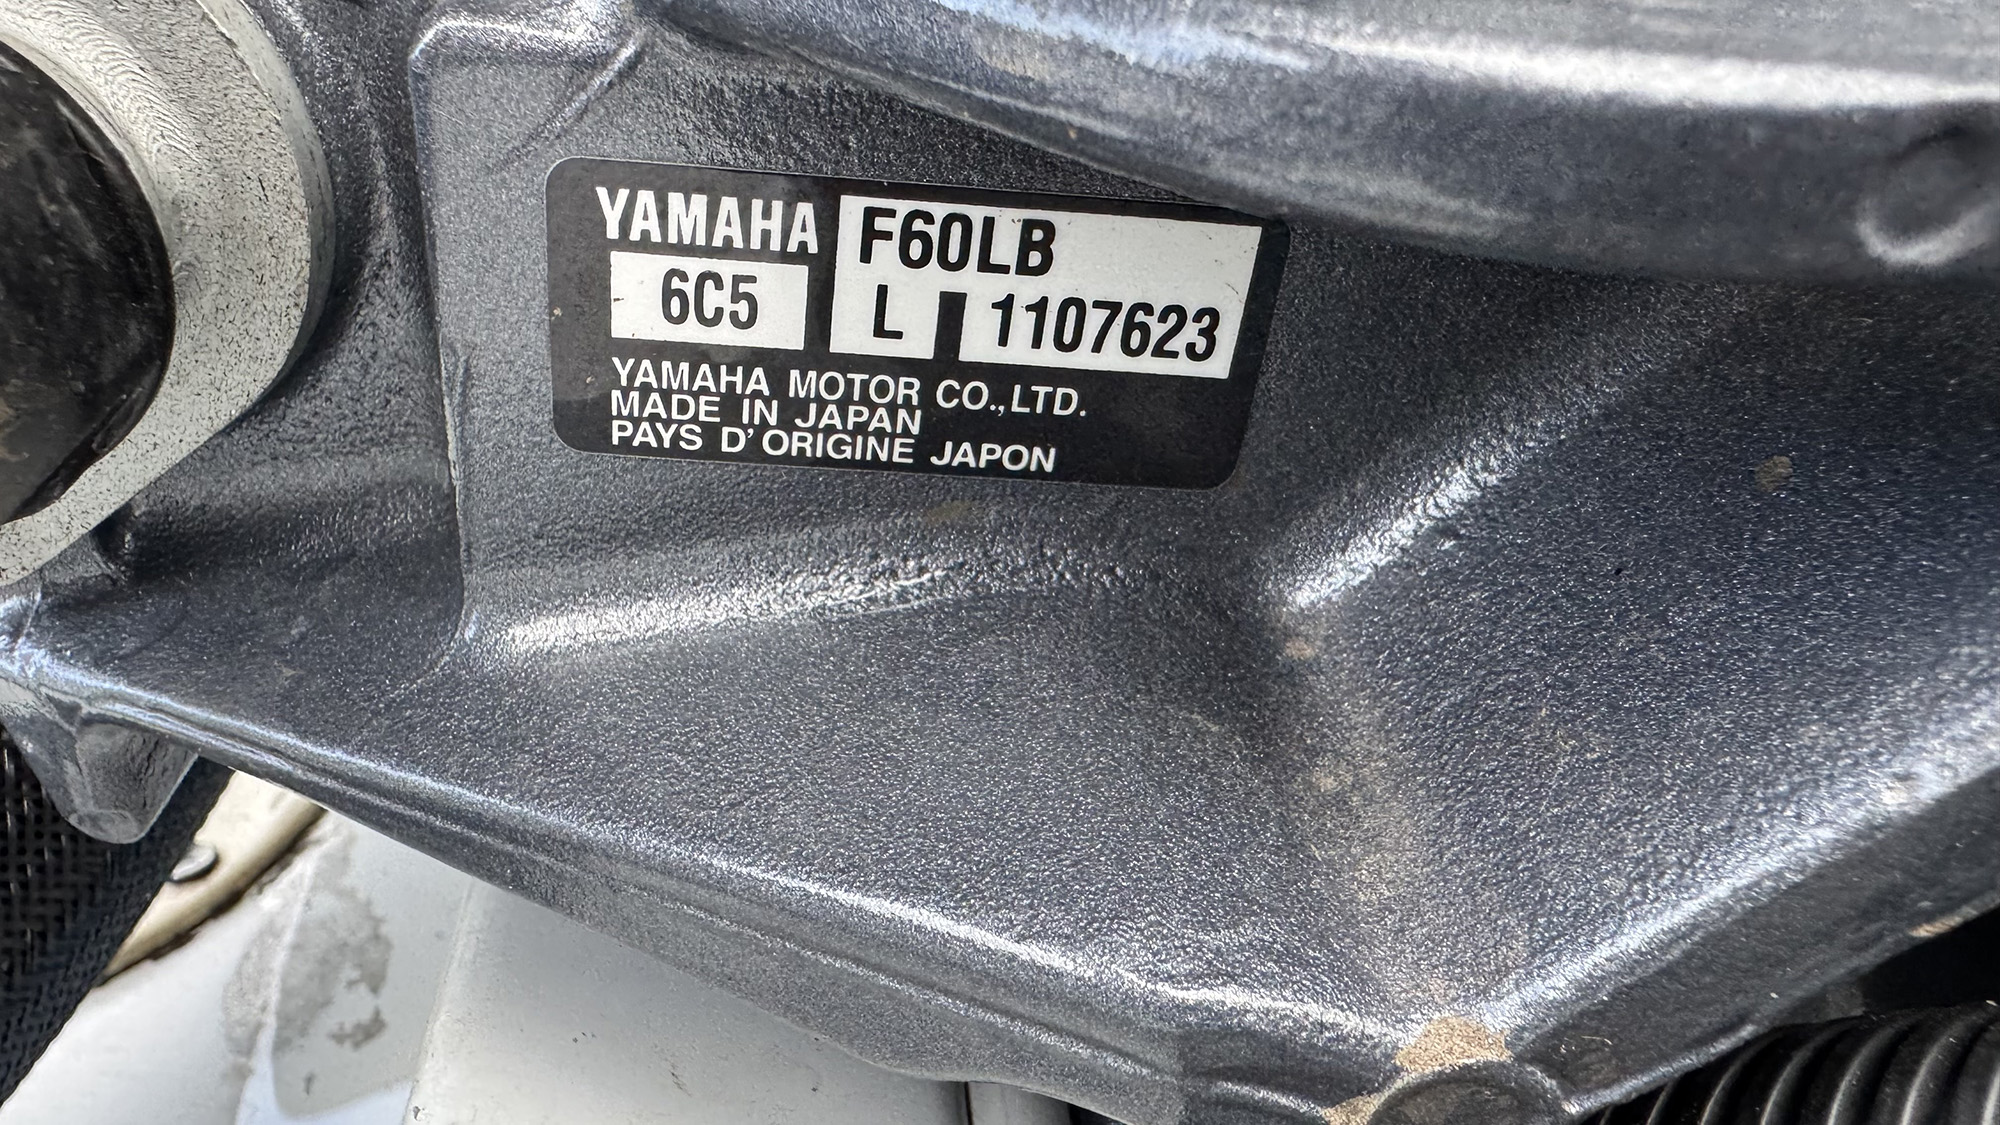 YAMAHA F60LB
6C5 L 1107623
YAMAHA MOTOR CO.,LTD.
MADE IN JAPAN
PAYS D'ORIGINE JAPON